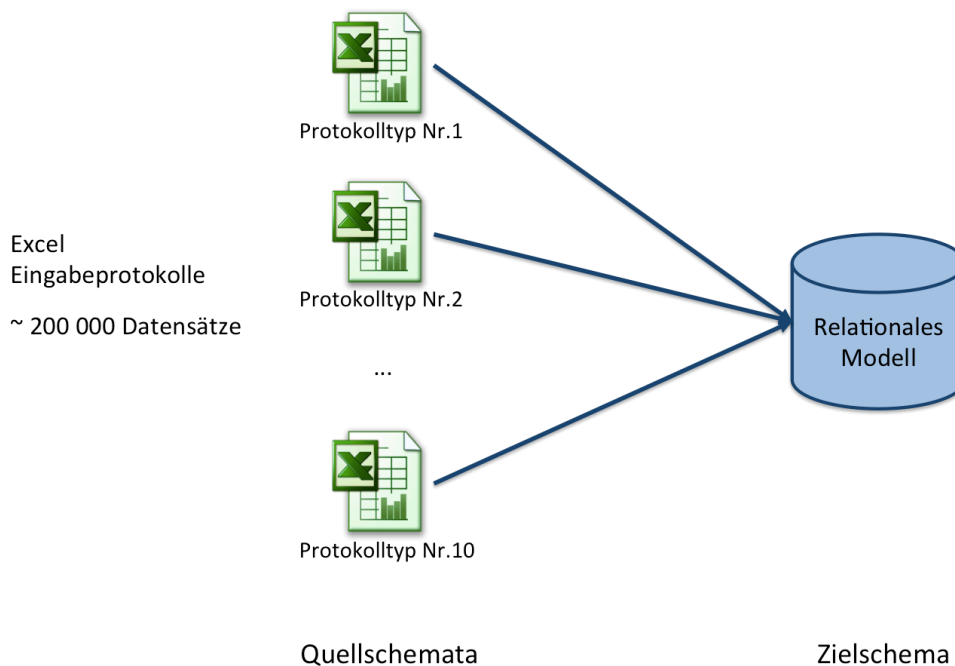 Protokolltyp Nr.1
Excel
Eingabeprotokolle
~ 200 000 Datensätze
Protokolltyp Nr.2
...
Relationales
Modell
Protokolltyp Nr.10
Quellschemata
Zielschema